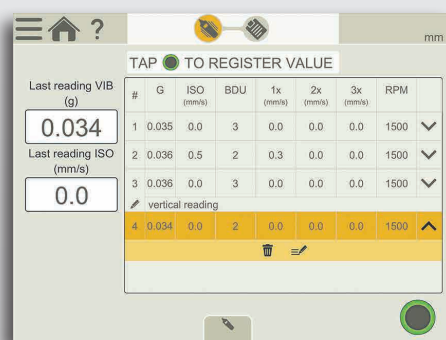 ?
mm
TAP TO REGISTER VALUE
Last reading VIB
(g)
0.034
Last reading ISO
(mm/s)
0.0
# G ISO (mm/s) BDU 1x (mm/s) 2x (mm/s) 3x (mm/s) RPM
1 0.035 0.0 3 0.0 0.0 0.0 1500
2 0.036 0.5 2 0.3 0.0 0.0 1500
3 0.036 0.0 3 0.0 0.0 0.0 1500
vertical reading
4 0.034 0.0 2 0.0 0.0 0.0 1500